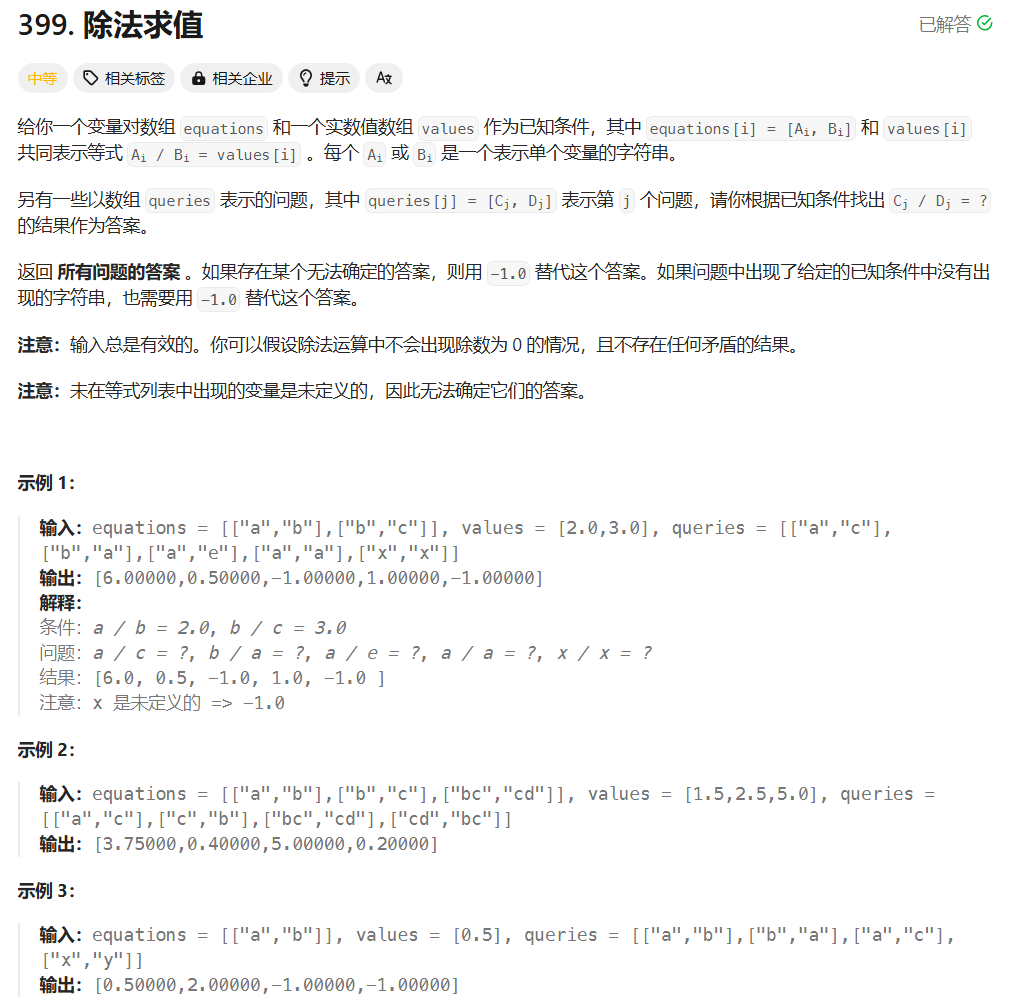 399. 除法求值
已解答
中等 相关标签 相关企业 提示 Aあ
给你一个变量对数组 equations 和一个实数值数组 values 作为已知条件，其中 equations[i] = [Aᵢ, Bᵢ] 和 values[i]
共同表示等式 Aᵢ / Bᵢ = values[i] 。每个 Aᵢ 或 Bᵢ 是一个表示单个变量的字符串。
另有一些以数组 queries 表示的问题，其中 queries[j] = [Cⱼ, Dⱼ] 表示第 j 个问题，请你根据已知条件找出 Cⱼ / Dⱼ = ?
的结果作为答案。
返回 所有问题的答案 。如果存在某个无法确定的答案，则用 -1.0 替代这个答案。如果问题中出现了给定的已知条件中没有出
现的字符串，也需要用 -1.0 替代这个答案。
注意：输入总是有效的。你可以假设除法运算中不会出现除数为 0 的情况，且不存在任何矛盾的结果。
注意：未在等式列表中出现的变量是未定义的，因此无法确定它们的答案。
示例 1：
输入：equations = [["a","b"],["b","c"]], values = [2.0,3.0], queries = [["a","c"],
["b","a"],["a","e"],["a","a"],["x","x"]]
输出：[6.00000,0.50000,-1.00000,1.00000,-1.00000]
解释：
条件：a / b = 2.0, b / c = 3.0
问题：a / c = ?, b / a = ?, a / e = ?, a / a = ?, x / x = ?
结果：[6.0, 0.5, -1.0, 1.0, -1.0 ]
注意：x 是未定义的 => -1.0
示例 2：
输入：equations = [["a","b"],["b","c"],["bc","cd"]], values = [1.5,2.5,5.0], queries =
[["a","c"],["c","b"],["bc","cd"],["cd","bc"]]
输出：[3.75000,0.40000,5.00000,0.20000]
示例 3：
输入：equations = [["a","b"]], values = [0.5], queries = [["a","b"],["b","a"],["a","c"],
["x","y"]]
输出：[0.50000,2.00000,-1.00000,-1.00000]